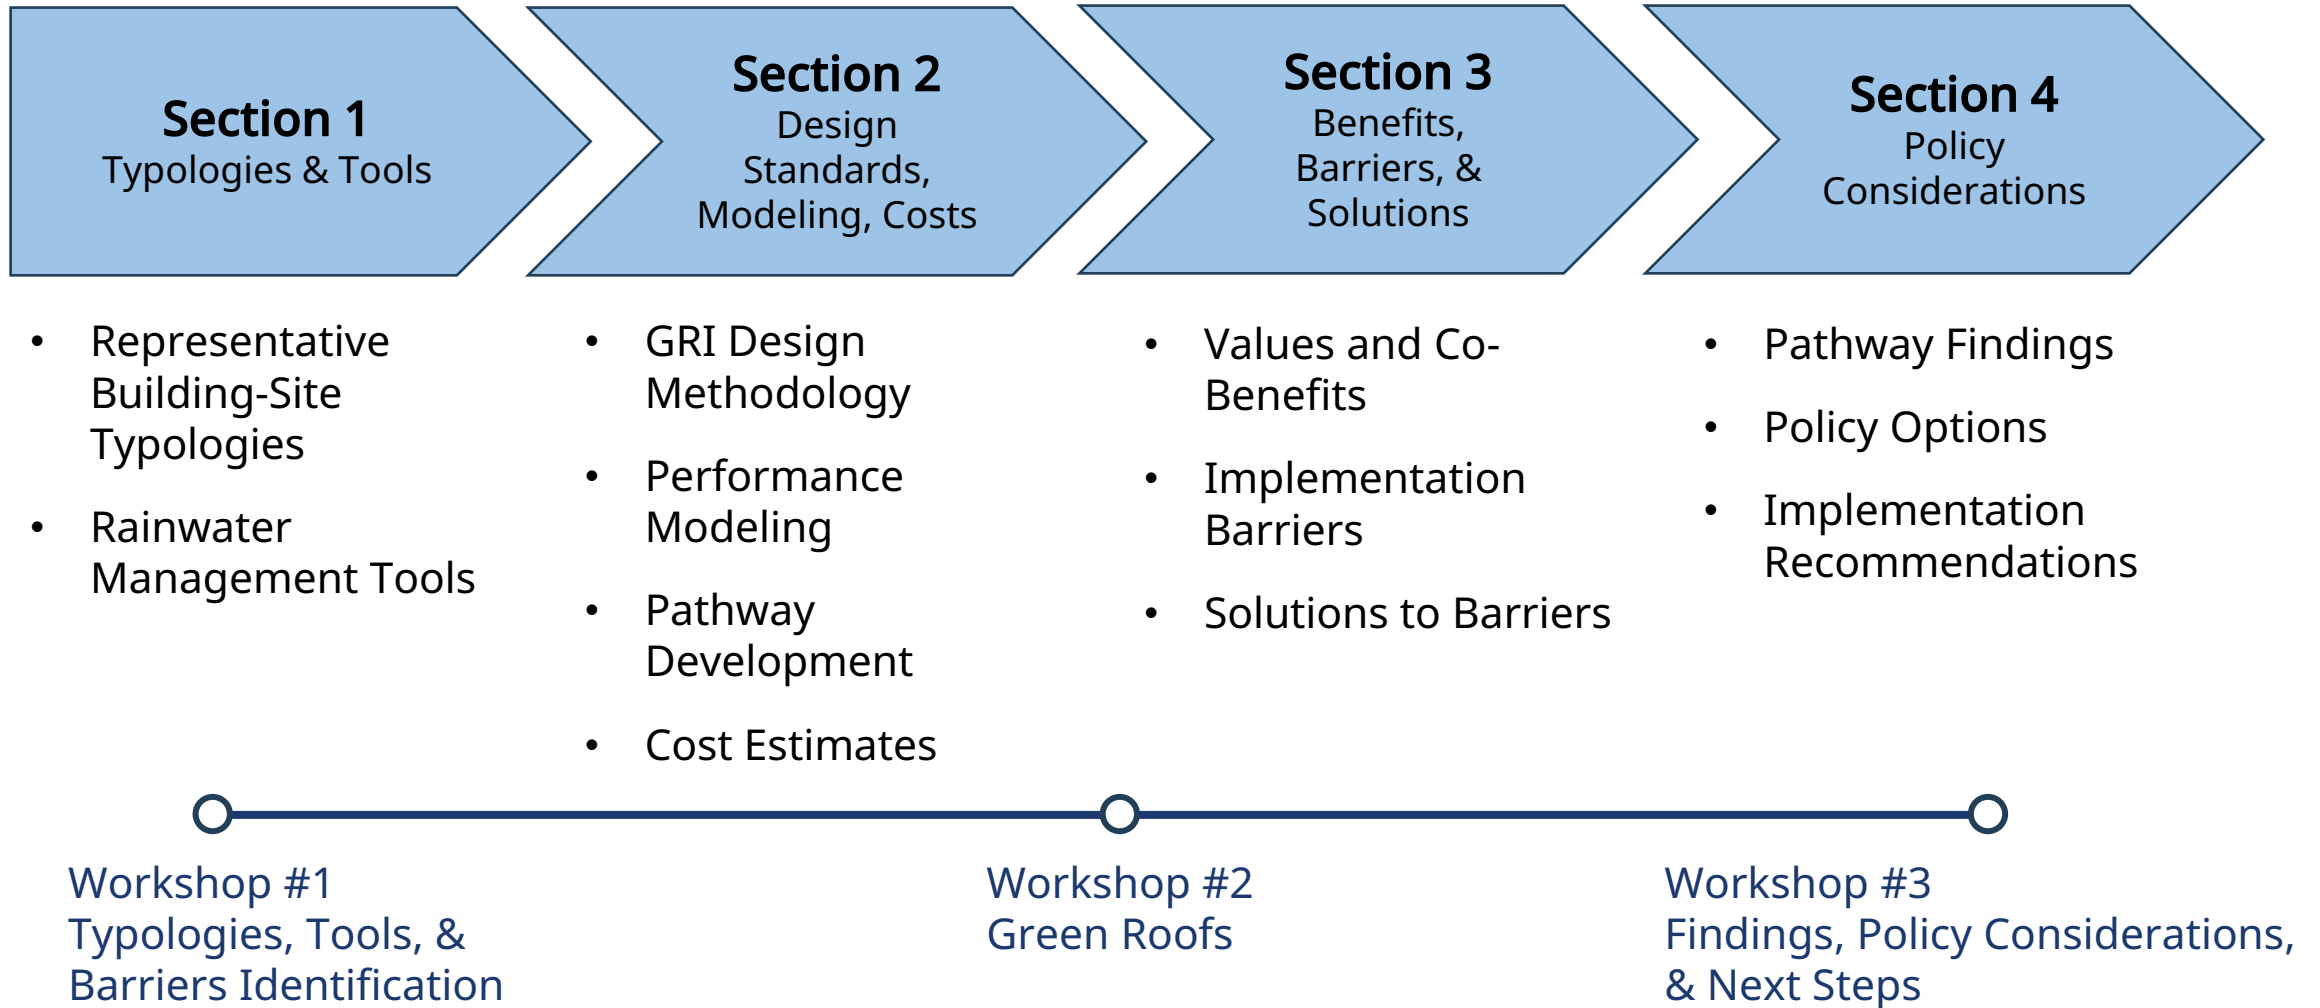 Section 1
Typologies & Tools
Section 2
Design
Standards,
Modeling, Costs
Section 3
Benefits,
Barriers, &
Solutions
Section 4
Policy
Considerations
• Representative
Building-Site
Typologies
• Rainwater
Management Tools
• GRI Design
Methodology
• Performance
Modeling
• Pathway
Development
• Cost Estimates
• Values and Co-
Benefits
• Implementation
Barriers
• Solutions to Barriers
• Pathway Findings
• Policy Options
• Implementation
Recommendations
Workshop #1
Typologies, Tools, &
Barriers Identification
Workshop #2
Green Roofs
Workshop #3
Findings, Policy Considerations,
& Next Steps